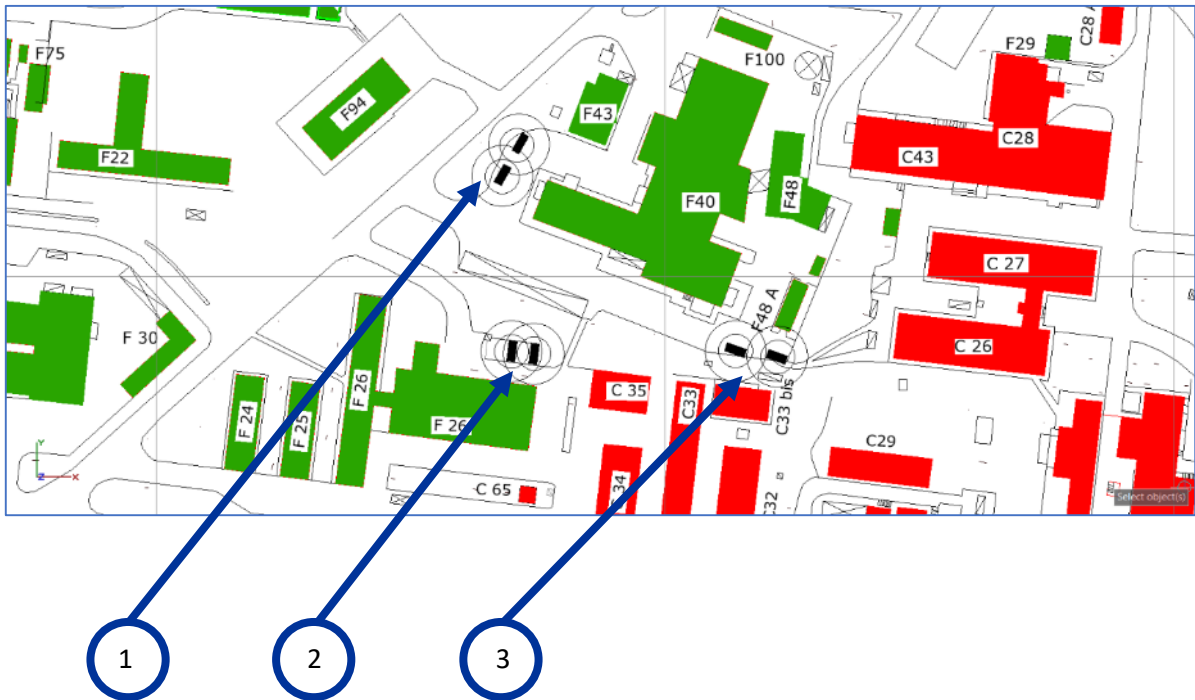 C28 A
F29
F75
F100
F94
F43
C28
F22
C43
F48
F40
C 27
F48 A
F 30
C 26
F 26
C 35
C33
C33 bis
F 24
F 25
F 26
C29
Y
Z
X
C 65
34
C32
Select object(s)
1
2
3